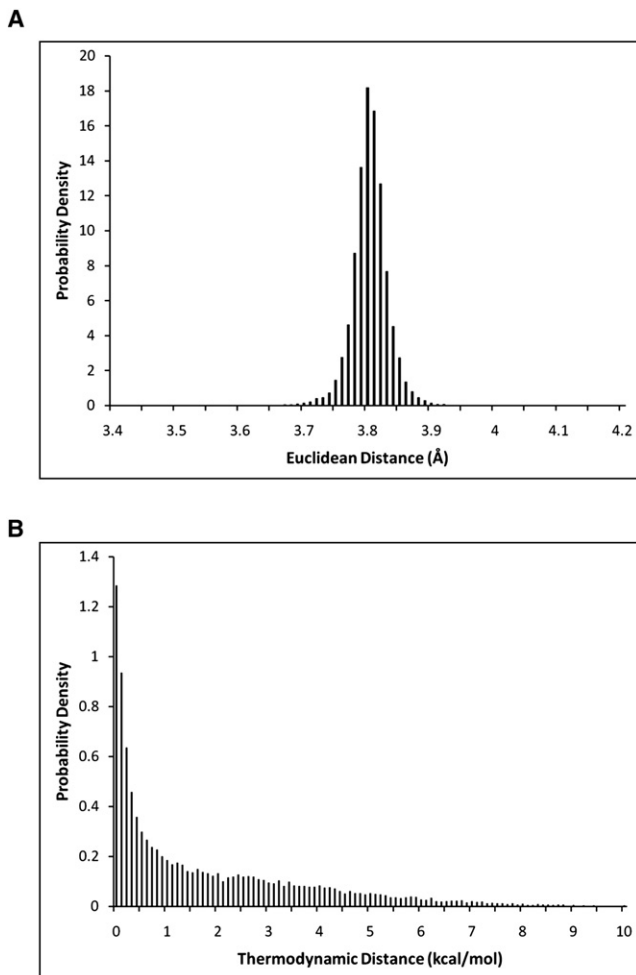 A
20
18
16
14
12
10
8
6
4
2
0
Probability Density
3.4 3.5 3.6 3.7 3.8 3.9 4 4.1 4.2
Euclidean Distance (Å)
B
1.4
1.2
1
0.8
0.6
0.4
0.2
0
Probability Density
0 1 2 3 4 5 6 7 8 9 10
Thermodynamic Distance (kcal/mol)